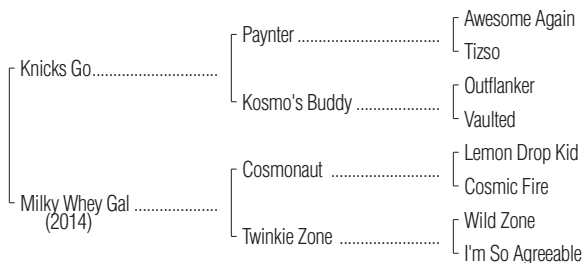 Awesome Again
Paynter ..............................
Tizso
Knicks Go..........................
Outflanker
Kosmo's Buddy .................
Vaulted
Lemon Drop Kid
Cosmonaut ......................
Cosmic Fire
Milky Whey Gal .................
(2014)
Wild Zone
Twinkie Zone .....................
I'm So Agreeable